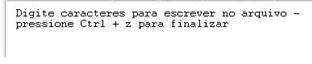 Digite caracteres para escrever no arquivo -
pressione Ctrl + z para finalizar